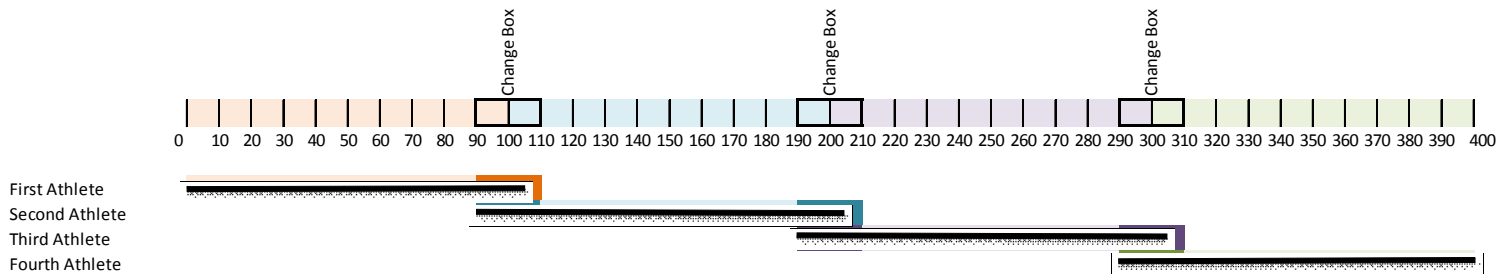 Change Box
Change Box
Change Box
0 10 20 30 40 50 60 70 80 90 100 110 120 130 140 150 160 170 180 190 200 210 220 230 240 250 260 270 280 290 300 310 320 330 340 350 360 370 380 390 400
First Athlete
Second Athlete
Third Athlete
Fourth Athlete